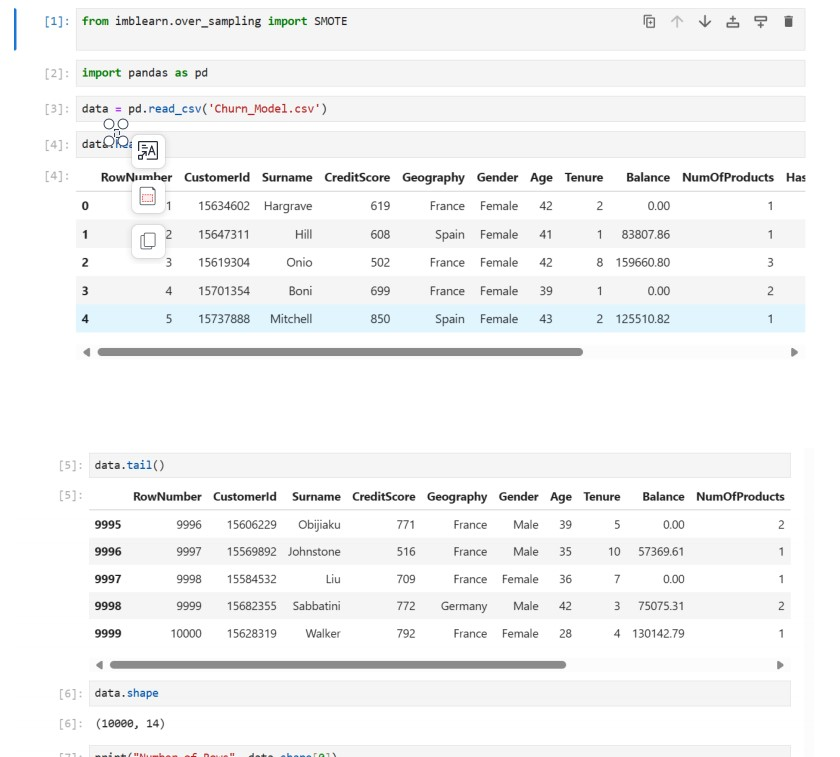 [1]: from imblearn.over_sampling import SMOTE
[2]: import pandas as pd
[3]: data = pd.read_csv('Churn_Model.csv')
[4]: data.
[4]: RowNumber CustomerId Surname CreditScore Geography Gender Age Tenure Balance NumOfProducts Has
0 1 15634602 Hargrave 619 France Female 42 2 0.00 1
1 2 15647311 Hill 608 Spain Female 41 1 83807.86 1
2 3 15619304 Onio 502 France Female 42 8 159660.80 3
3 4 15701354 Boni 699 France Female 39 1 0.00 2
4 5 15737888 Mitchell 850 Spain Female 43 2 125510.82 1
[5]: data.tail()
[5]: RowNumber CustomerId Surname CreditScore Geography Gender Age Tenure Balance NumOfProducts
9995 9996 15606229 Obijiaku 771 France Male 39 5 0.00 2
9996 9997 15569892 Johnstone 516 France Male 35 10 57369.61 1
9997 9998 15584532 Liu 709 France Female 36 7 0.00 1
9998 9999 15682355 Sabbatini 772 Germany Male 42 3 75075.31 2
9999 10000 15628319 Walker 792 France Female 28 4 130142.79 1
[6]: data.shape
[6]: (10000, 14)
[7]: print("Number of Rows", data.shape[0])